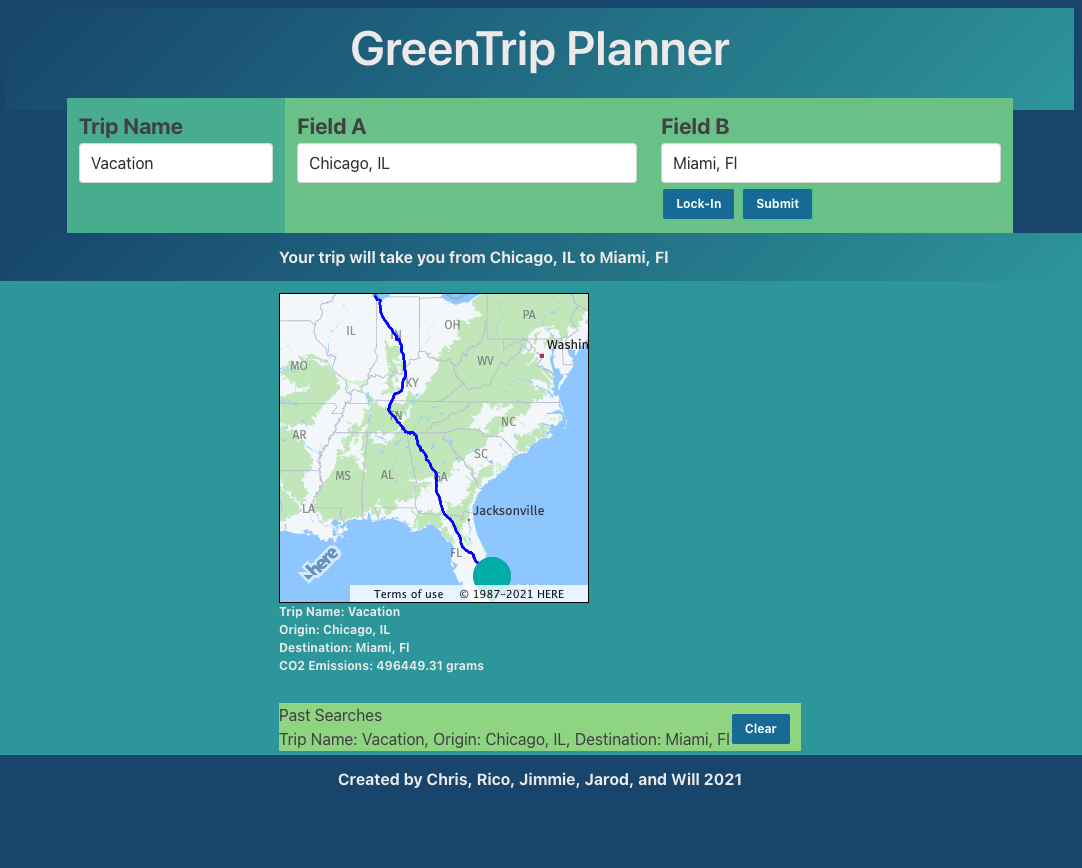 GreenTrip Planner
Trip Name
Field A
Field B
Vacation
Chicago, IL
Miami, Fl
Lock-In
Submit
Your trip will take you from Chicago, IL to Miami, Fl
IL
IN
OH
PA
Washin
WV
MO
KY
TN
NC
AR
SC
MS
AL
GA
LA
Jacksonville
FL
here
Terms of use © 1987–2021 HERE
Trip Name: Vacation
Origin: Chicago, IL
Destination: Miami, Fl
CO2 Emissions: 496449.31 grams
Past Searches
Trip Name: Vacation, Origin: Chicago, IL, Destination: Miami, Fl
Clear
Created by Chris, Rico, Jimmie, Jarod, and Will 2021